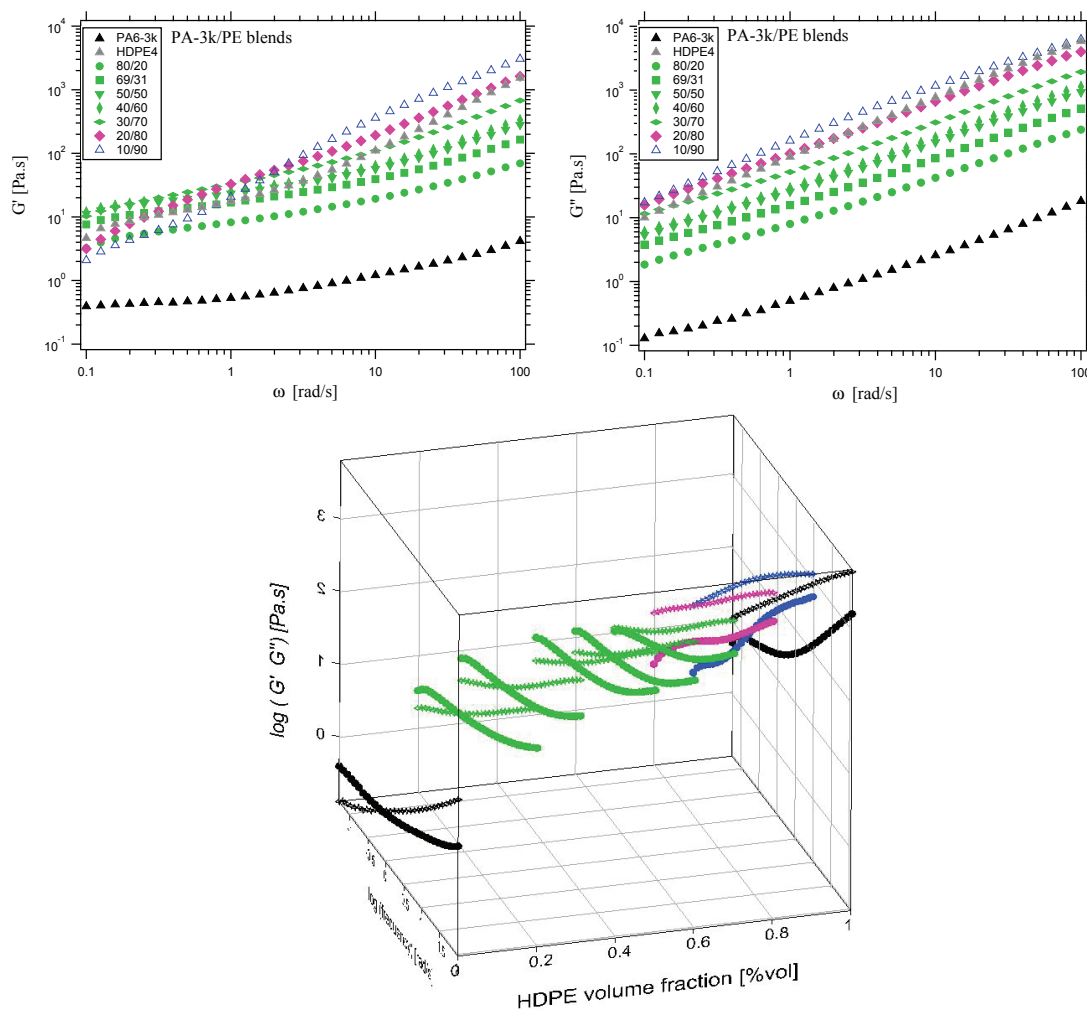 PA-3k/PE blends
PA6-3k
HDPE4
80/20
69/31
50/50
40/60
30/70
20/80
10/90
G' [Pa.s]
10⁴
10³
10²
10¹
10⁰
10⁻¹
0.1 1 10 100
ω [rad/s]
PA-3k/PE blends
PA6-3k
HDPE4
80/20
69/31
50/50
40/60
30/70
20/80
10/90
G'' [Pa.s]
10⁴
10³
10²
10¹
10⁰
10⁻¹
0.1 1 10 100
ω [rad/s]
log ( G' G'') [Pa.s]
3
2
1
0
0 0.2 0.4 0.6 0.8 1
HDPE volume fraction [%vol]